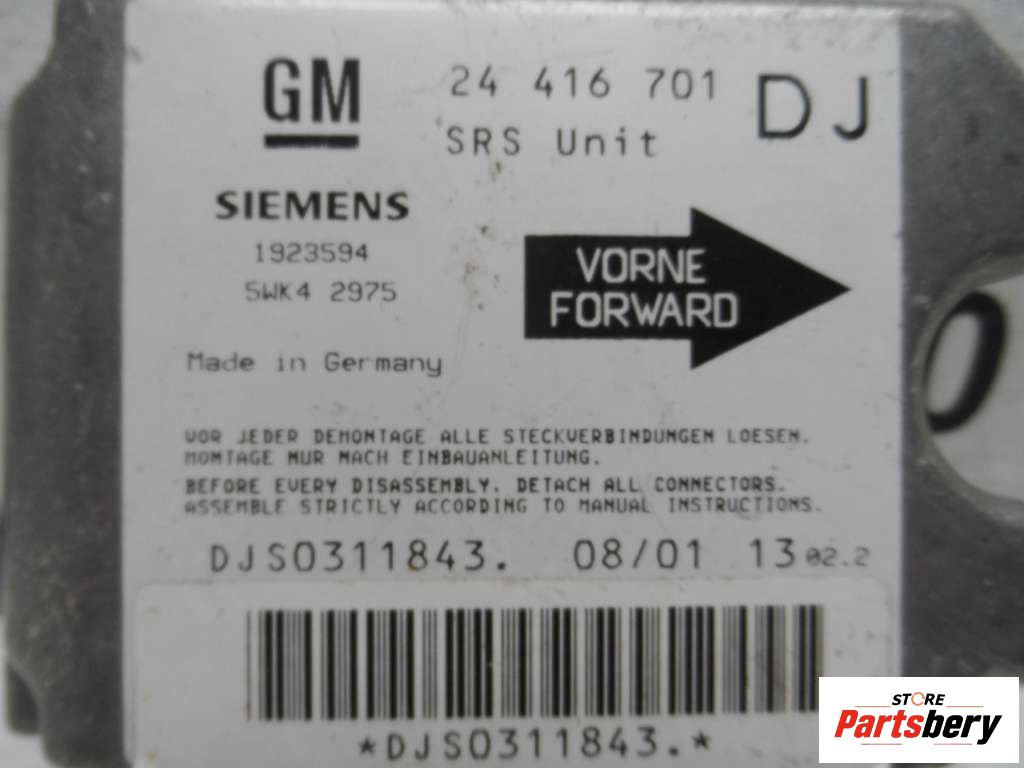 GM 24 416 701 DJ
SRS Unit
SIEMENS
1923594
5WK4 2975
VORNE
FORWARD
Made in Germany
VOR JEDER DEMONTAGE ALLE STECKVERBINDUNGEN LOESEN.
MONTAGE NUR NACH EINBAUANLEITUNG.
BEFORE EVERY DISASSEMBLY. DETACH ALL CONNECTORS.
ASSEMBLE STRICTLY ACCORDING TO MANUAL INSTRUCTIONS.
DJS0311843. 08/01 13 02.2
*DJS0311843.*
STORE
Partsbery